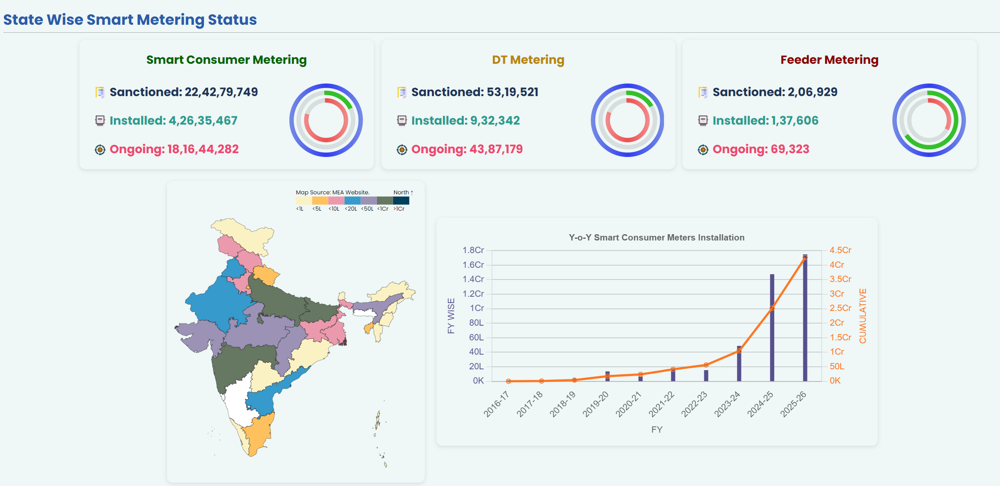 State Wise Smart Metering Status
Smart Consumer Metering
Sanctioned: 22,42,79,749
Installed: 4,26,35,467
Ongoing: 18,16,44,282
DT Metering
Sanctioned: 53,19,521
Installed: 9,32,342
Ongoing: 43,87,179
Feeder Metering
Sanctioned: 2,06,929
Installed: 1,37,606
Ongoing: 69,323
Map Source: MEA Website. North ↑
<1L <5L <10L <20L <50L <1Cr >1Cr
Y-o-Y Smart Consumer Meters Installation
FY WISE
1.8Cr
1.6Cr
1.4Cr
1.2Cr
1Cr
80L
60L
40L
20L
0K
4.5Cr
4Cr
3.5Cr
3Cr
2.5Cr
2Cr
1.5Cr
1Cr
50L
0K
CUMULATIVE
2016-17 2017-18 2018-19 2019-20 2020-21 2021-22 2022-23 2023-24 2024-25 2025-26
FY